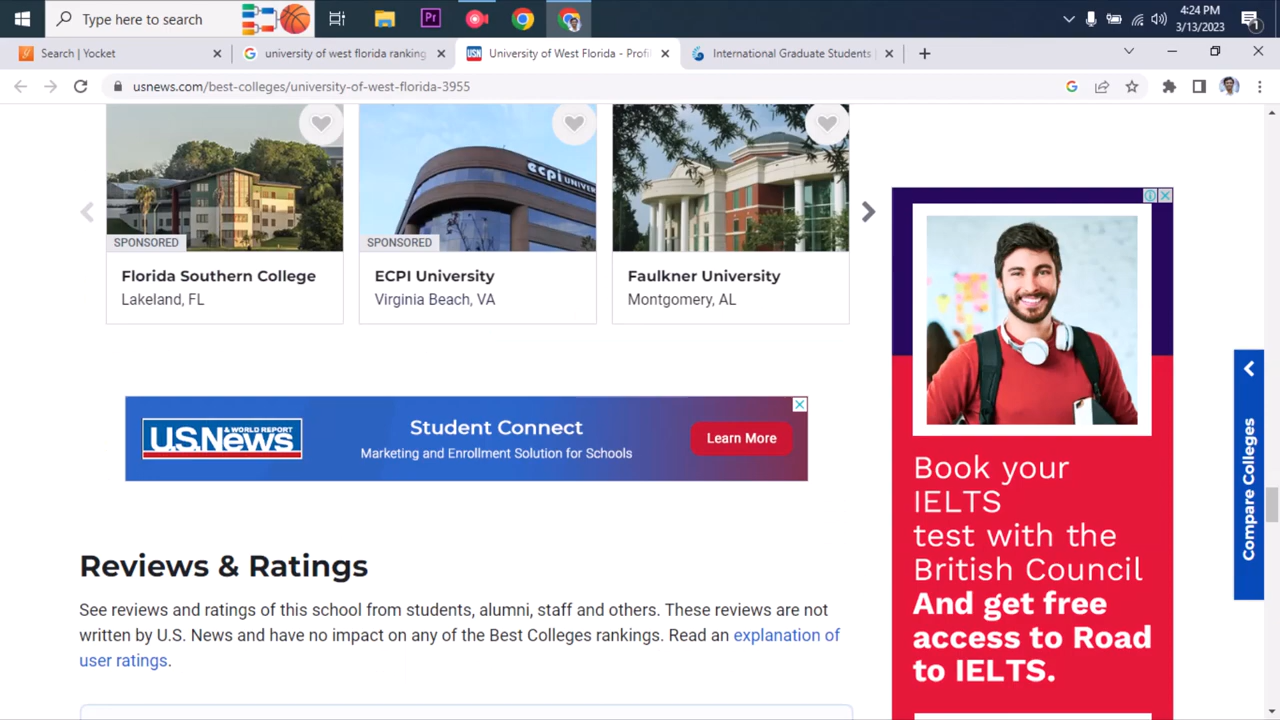 Type here to search
Pr
4:24 PM
3/13/2023
1
Search | Yocket
university of west florida ranking
USN
University of West Florida - Profi
International Graduate Students |
usnews.com/best-colleges/university-of-west-florida-3955
ecpi UNIVER
SPONSORED
SPONSORED
Florida Southern College
ECPI University
Faulkner University
Lakeland, FL
Virginia Beach, VA
Montgomery, AL
U.S.News
& WORLD REPORT
Student Connect
Marketing and Enrollment Solution for Schools
Learn More
Reviews & Ratings
See reviews and ratings of this school from students, alumni, staff and others. These reviews are not
written by U.S. News and have no impact on any of the Best Colleges rankings. Read an explanation of
user ratings.
Book your
IELTS
test with the
British Council
And get free
access to Road
to IELTS.
Compare Colleges